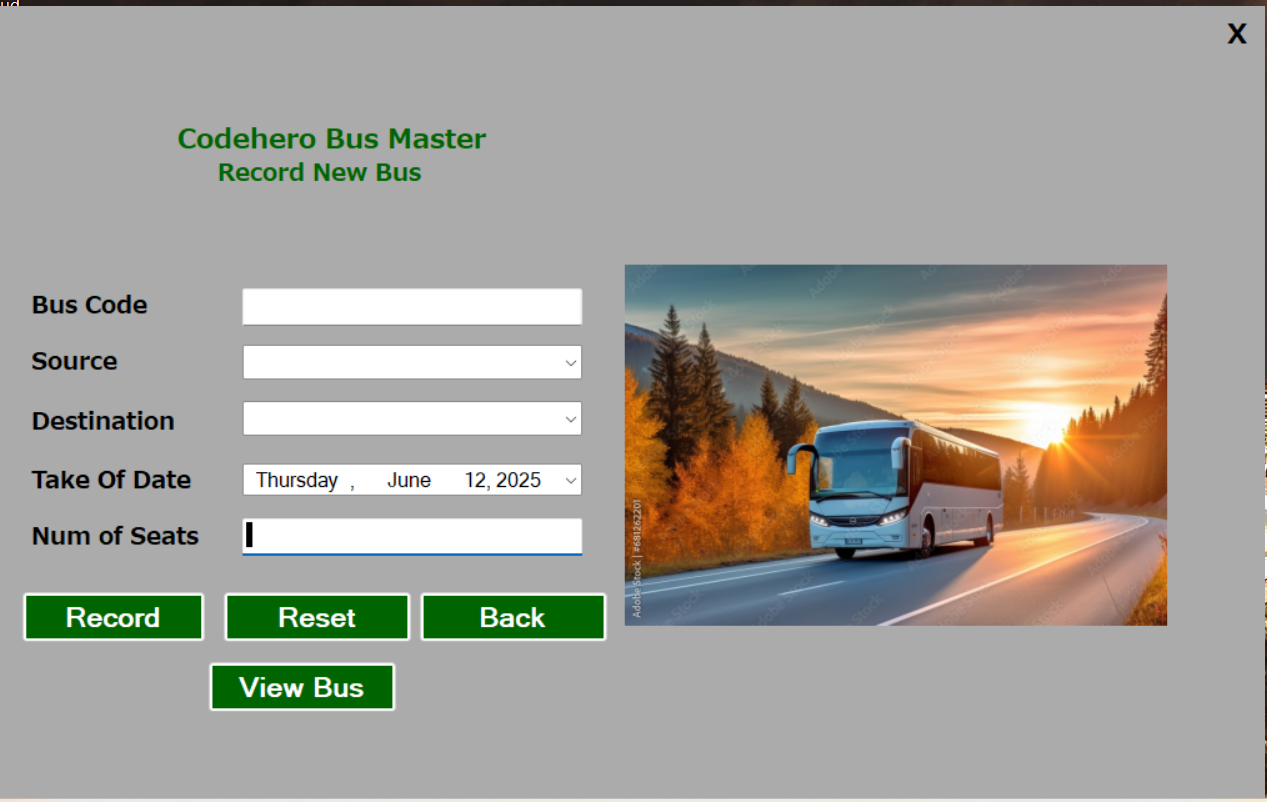 ud
X
Codehero Bus Master
Record New Bus
Bus Code
Source
Destination
Take Of Date
Thursday , June 12, 2025
Num of Seats
Record
Reset
Back
View Bus
Adobe Stock | #681262201